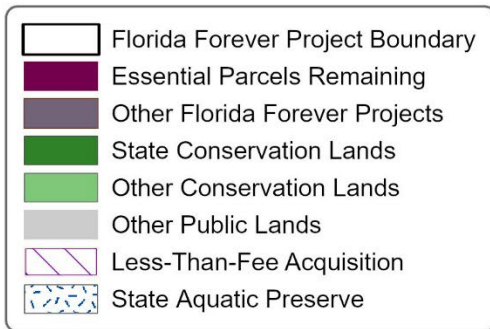 Florida Forever Project Boundary
Essential Parcels Remaining
Other Florida Forever Projects
State Conservation Lands
Other Conservation Lands
Other Public Lands
Less-Than-Fee Acquisition
State Aquatic Preserve